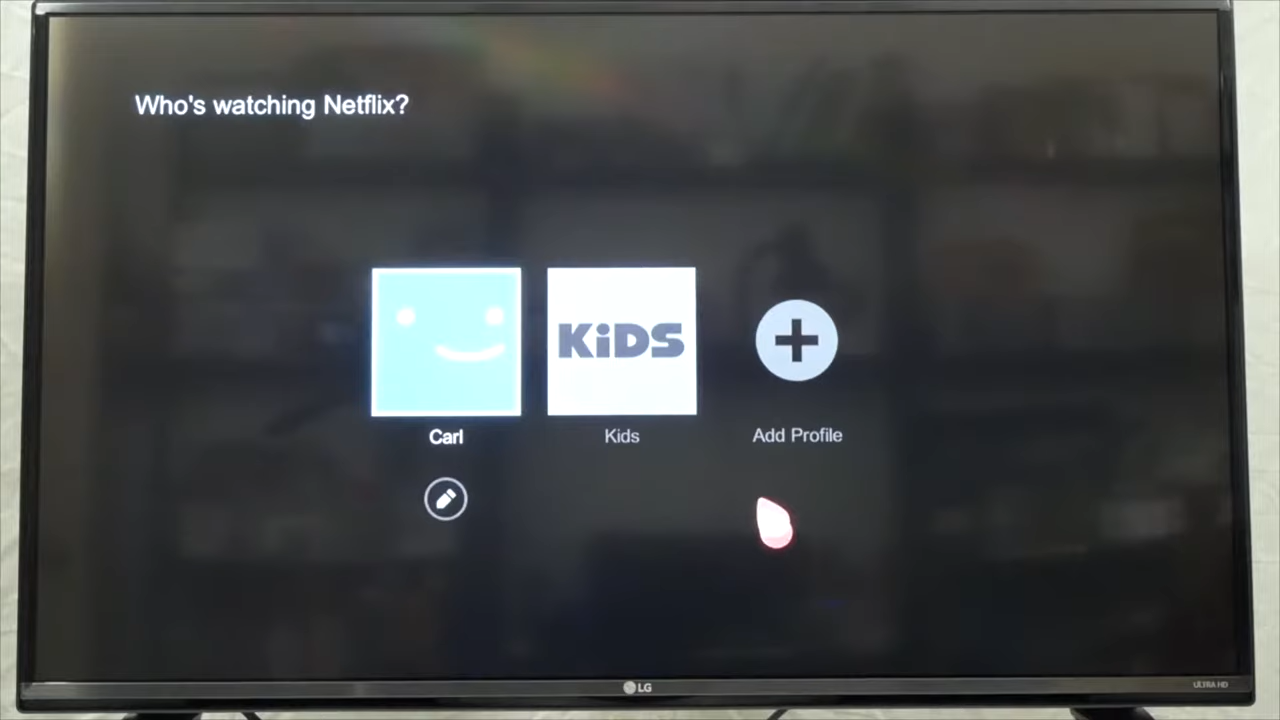 Who's watching Netflix?
KiDS
Carl
Kids
Add Profile
LG
ULTRA HD